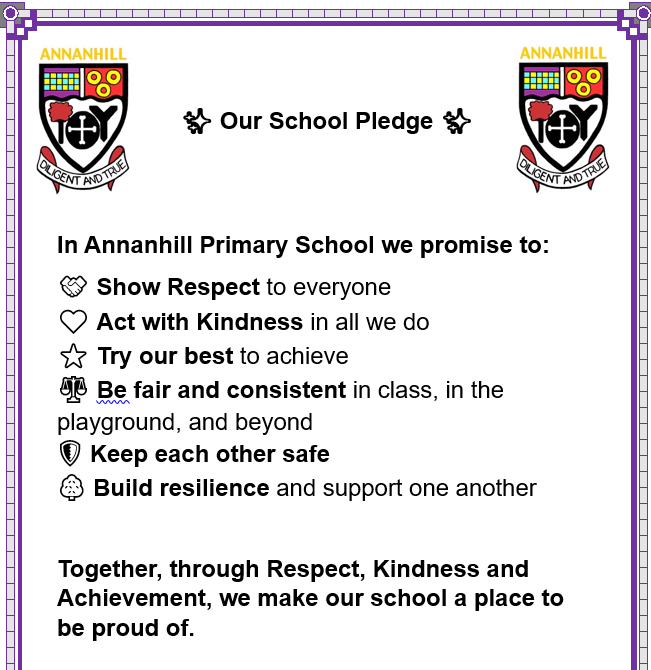 ANNANHILL
ANNANHILL
DILIGENT AND TRUE
DILIGENT AND TRUE
Our School Pledge
In Annanhill Primary School we promise to:
Show Respect to everyone
Act with Kindness in all we do
Try our best to achieve
Be fair and consistent in class, in the
playground, and beyond
Keep each other safe
Build resilience and support one another
Together, through Respect, Kindness and
Achievement, we make our school a place to
be proud of.